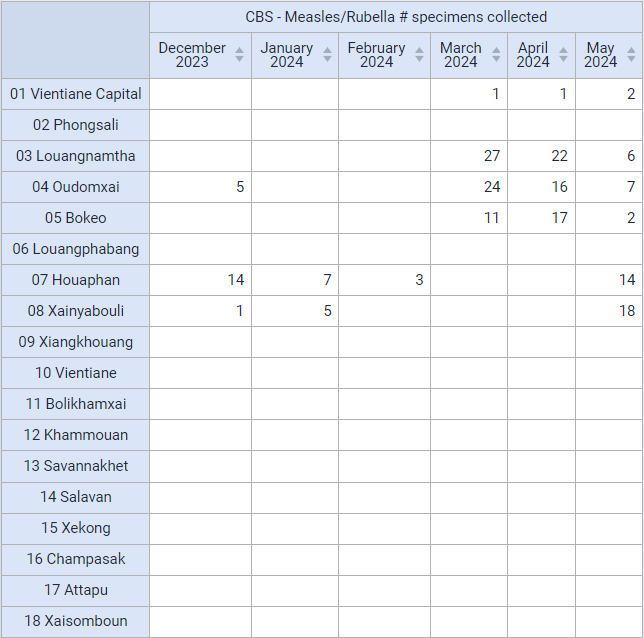 CBS - Measles/Rubella # specimens collected
December 2023 January 2024 February 2024 March 2024 April 2024 May 2024
01 Vientiane Capital 1 1 2
02 Phongsali
03 Louangnamtha 27 22 6
04 Oudomxai 5 24 16 7
05 Bokeo 11 17 2
06 Louangphabang
07 Houaphan 14 7 3 14
08 Xainyabouli 1 5 18
09 Xiangkhouang
10 Vientiane
11 Bolikhamxai
12 Khammouan
13 Savannakhet
14 Salavan
15 Xekong
16 Champasak
17 Attapu
18 Xaisomboun